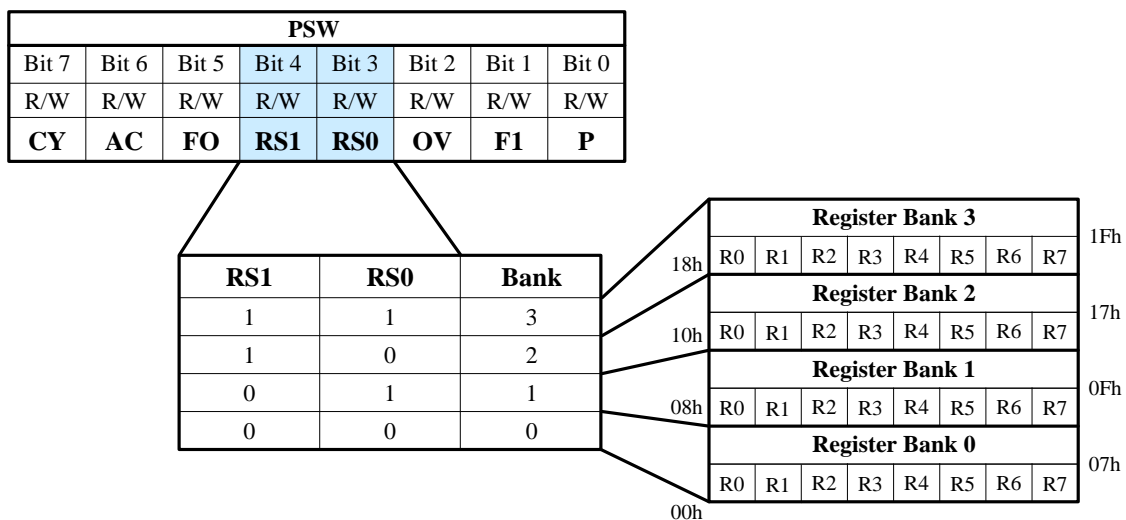 PSW
Bit 7 Bit 6 Bit 5 Bit 4 Bit 3 Bit 2 Bit 1 Bit 0
R/W R/W R/W R/W R/W R/W R/W R/W
CY AC FO RS1 RS0 OV F1 P
RS1 RS0 Bank
1 1 3
1 0 2
0 1 1
0 0 0
Register Bank 3
1Fh
18h R0 R1 R2 R3 R4 R5 R6 R7
Register Bank 2
17h
10h R0 R1 R2 R3 R4 R5 R6 R7
Register Bank 1
0Fh
08h R0 R1 R2 R3 R4 R5 R6 R7
Register Bank 0
07h
R0 R1 R2 R3 R4 R5 R6 R7
00h